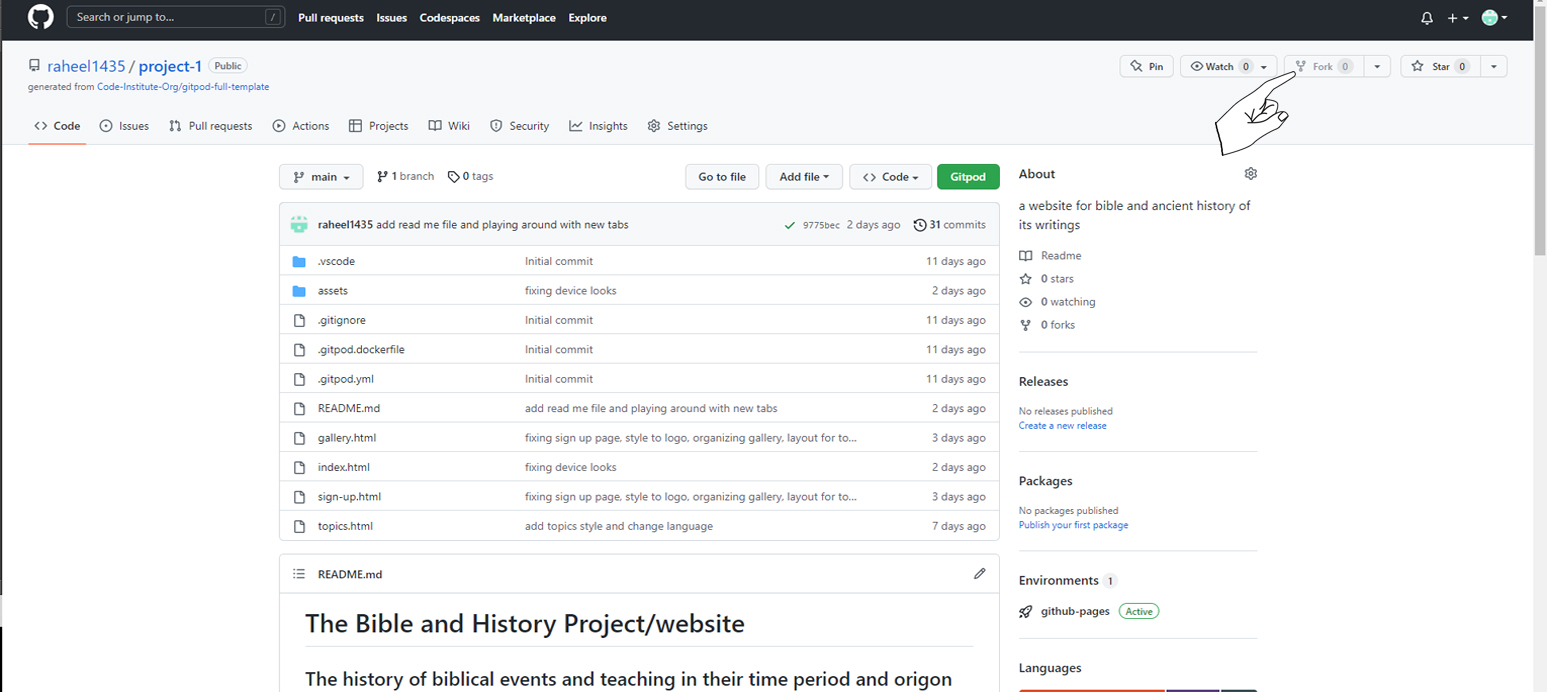 Search or jump to... /
Pull requests Issues Codespaces Marketplace Explore
raheel1435 / project-1 Public
generated from Code-Institute-Org/gitpod-full-template
Pin Watch 0 Fork 0 Star 0
Code Issues Pull requests Actions Projects Wiki Security Insights Settings
main 1 branch 0 tags Go to file Add file Code Gitpod
raheel1435 add read me file and playing around with new tabs 9775bec 2 days ago 31 commits
.vscode Initial commit 11 days ago
assets fixing device looks 2 days ago
.gitignore Initial commit 11 days ago
.gitpod.dockerfile Initial commit 11 days ago
.gitpod.yml Initial commit 11 days ago
README.md add read me file and playing around with new tabs 2 days ago
gallery.html fixing sign up page, style to logo, organizing gallery, layout for to... 3 days ago
index.html fixing device looks 2 days ago
sign-up.html fixing sign up page, style to logo, organizing gallery, layout for to... 3 days ago
topics.html add topics style and change language 7 days ago
README.md
The Bible and History Project/website
The history of biblical events and teaching in their time period and origon
About
a website for bible and ancient history of
its writings
Readme
0 stars
0 watching
0 forks
Releases
No releases published
Create a new release
Packages
No packages published
Publish your first package
Environments 1
github-pages Active
Languages